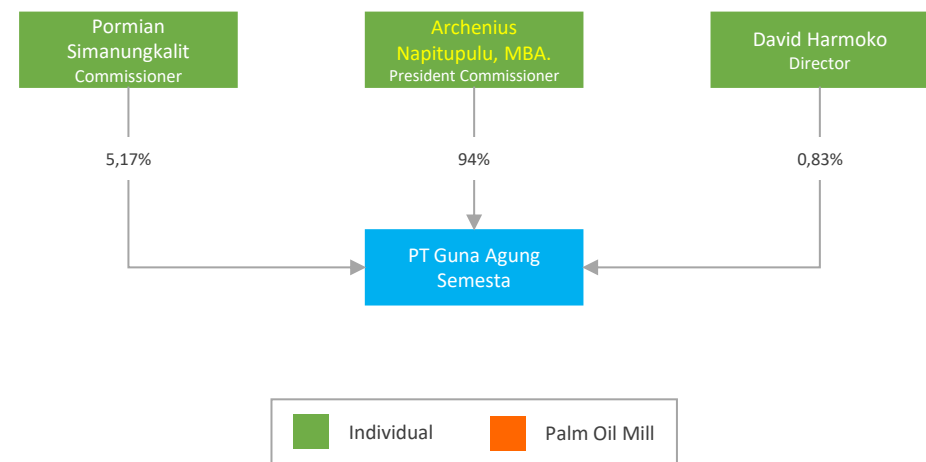 Pormian
Simanungkalit
Commissioner
Archenius
Napitupulu, MBA.
President Commissioner
David Harmoko
Director
5,17%
94%
0,83%
PT Guna Agung
Semesta
Individual
Palm Oil Mill